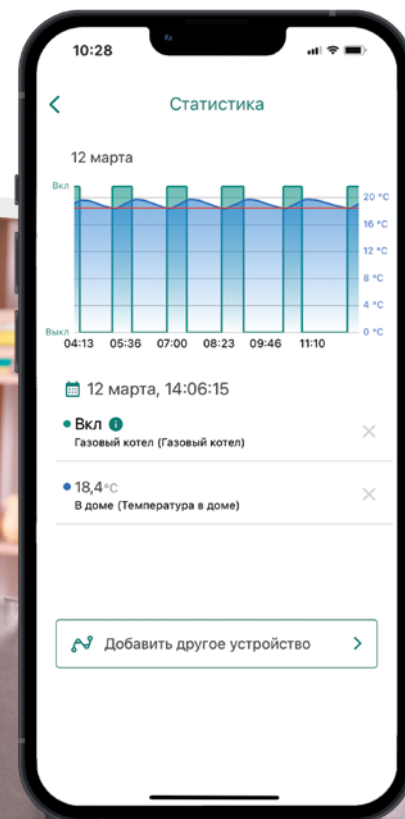 10:28
Статистика
12 марта
Вкл
20 °C
16 °C
12 °C
8 °C
4 °C
Выкл
0 °C
04:13 05:36 07:00 08:23 09:46 11:10
12 марта, 14:06:15
Вкл
Газовый котел (Газовый котел)
18,4°C
В доме (Температура в доме)
Добавить другое устройство